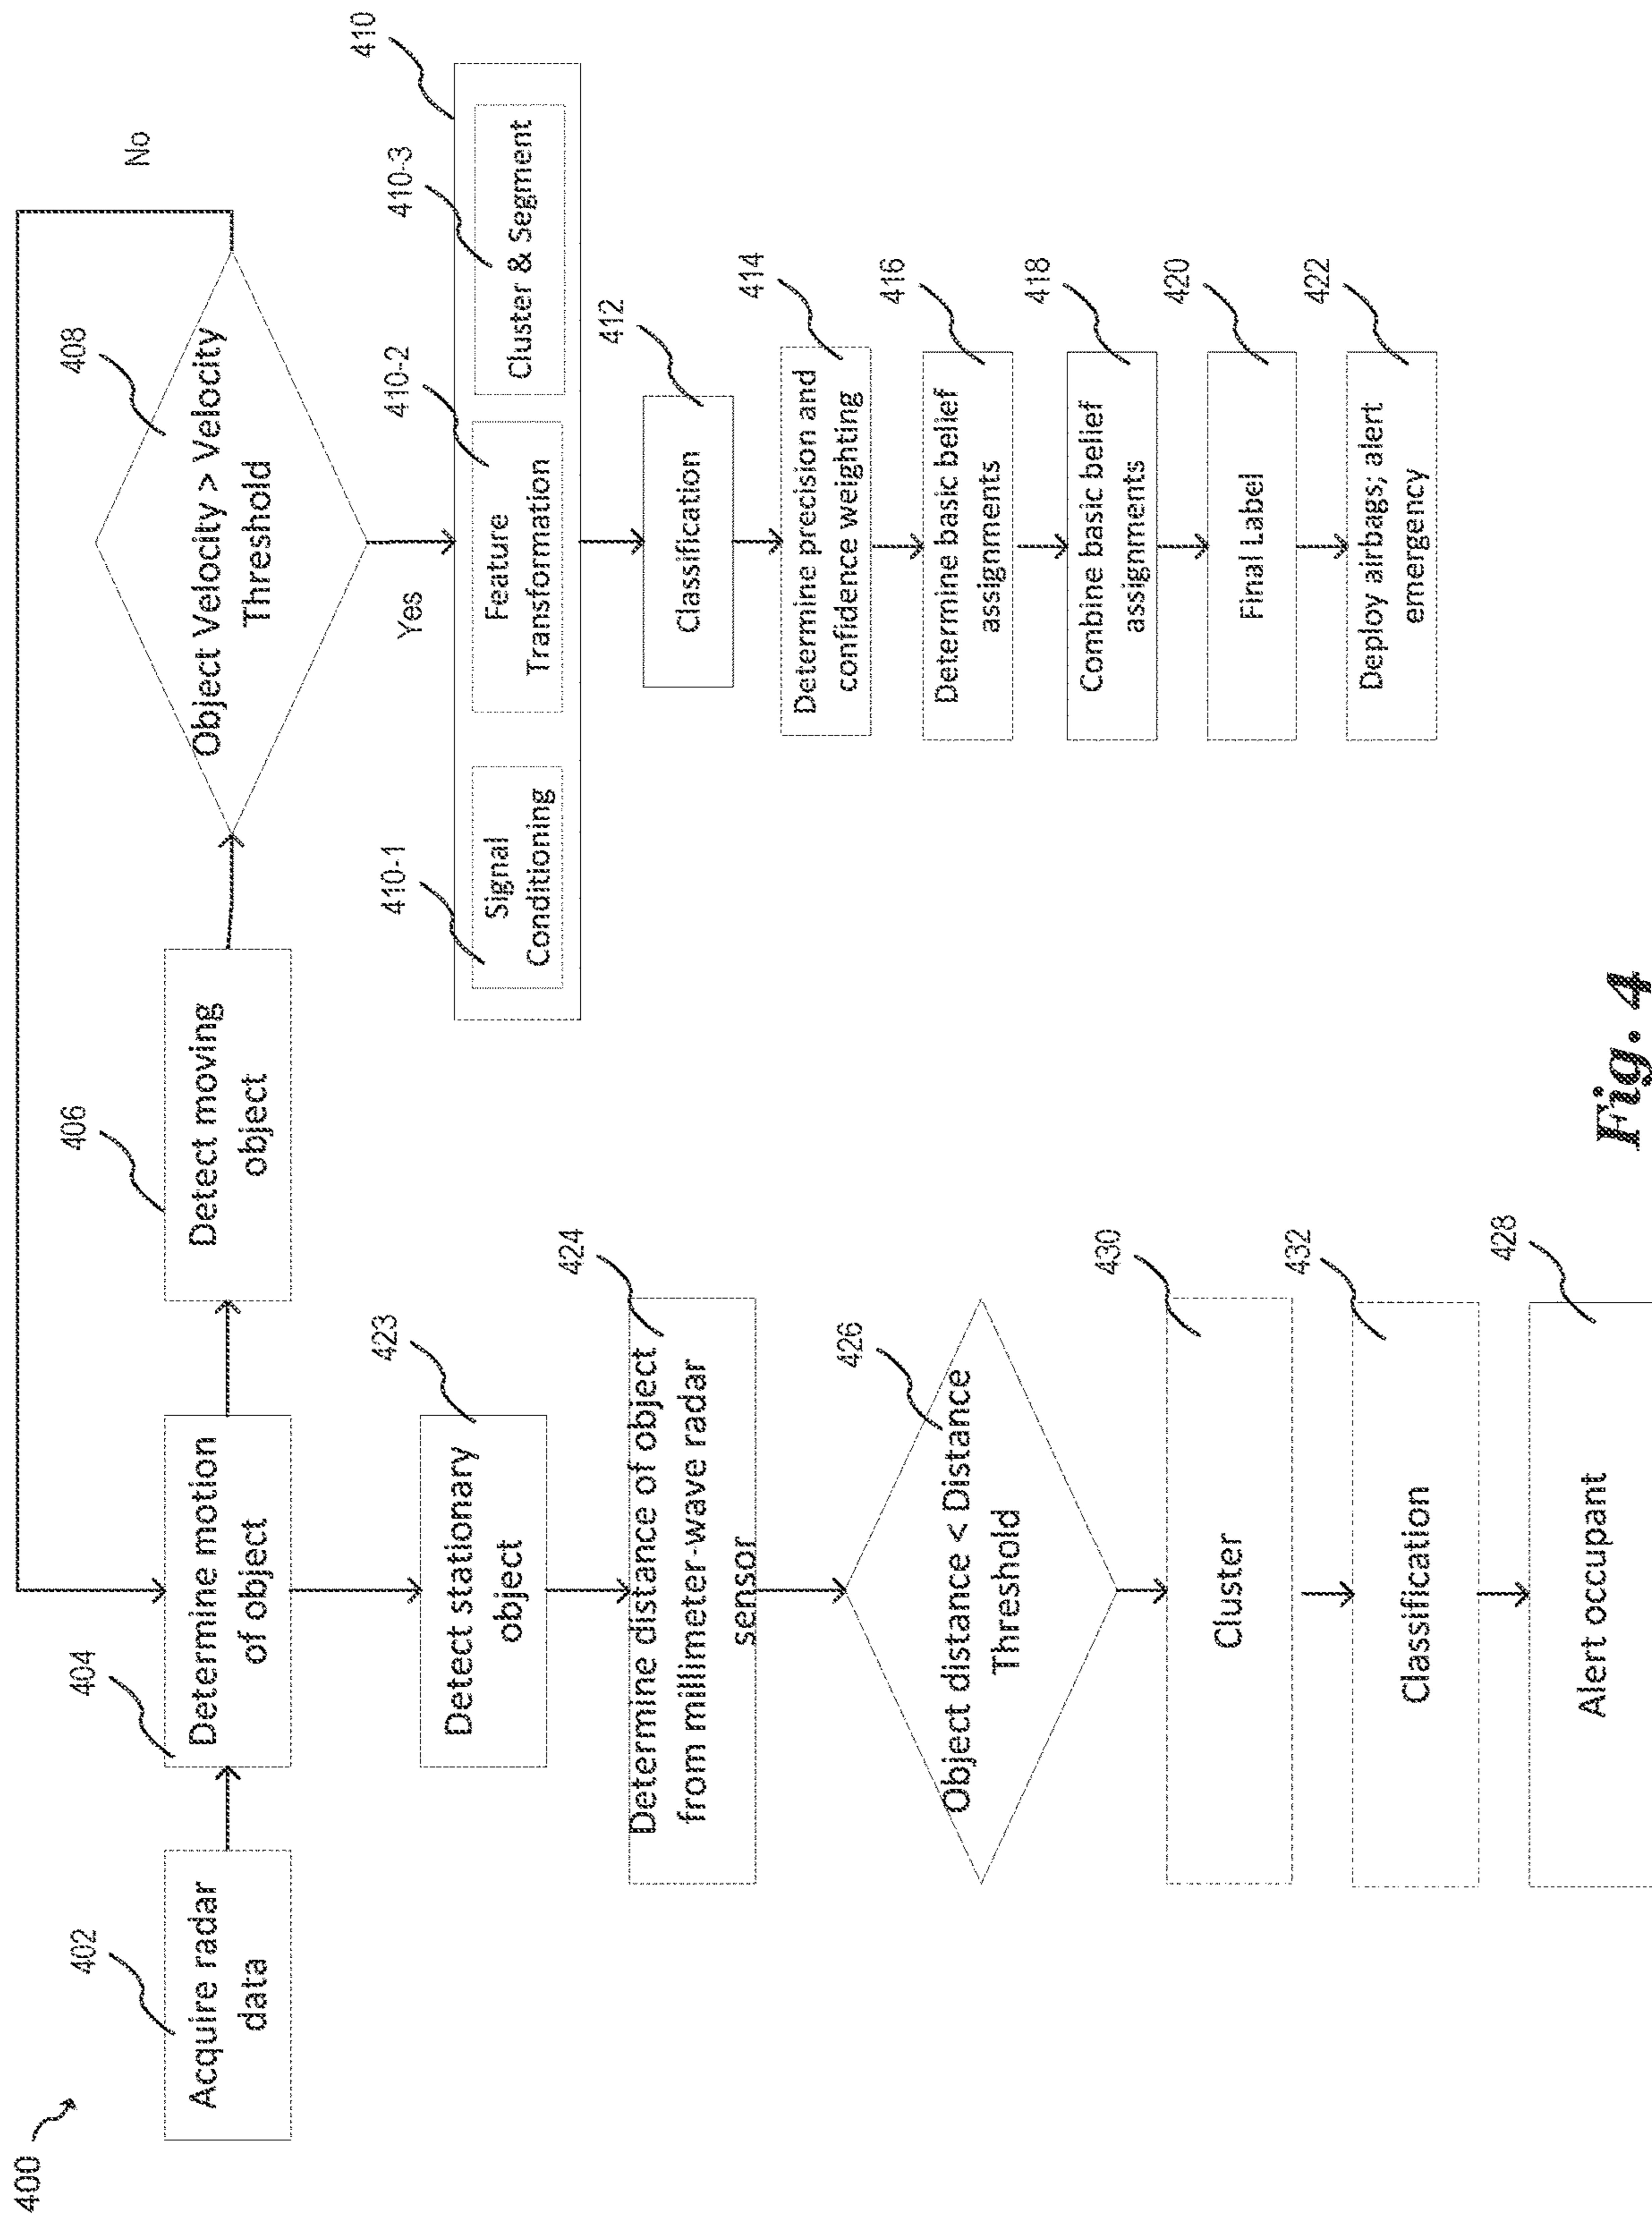 400
402
Acquire radar
data
404
Determine motion
of object
406
Detect moving
object
408
Object Velocity > Velocity
Threshold
No
Yes
410
410-1
Signal
Conditioning
410-2
Feature
Transformation
410-3
Cluster & Segment
412
Classification
414
Determine precision and
confidence weighting
416
Determine basic belief
assignments
418
Combine basic belief
assignments
420
Final Label
422
Deploy airbags; alert
emergency
423
Detect stationary
object
424
Determine distance of object
from millimeter-wave radar
sensor
426
Object distance < Distance
Threshold
430
Cluster
432
Classification
428
Alert occupant
Fig. 4